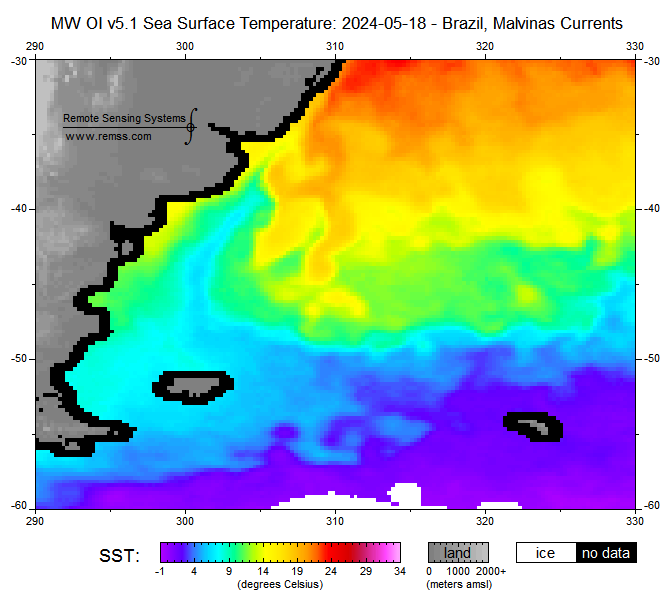 MW OI v5.1 Sea Surface Temperature: 2024-05-18 - Brazil, Malvinas Currents
290 300 310 320 330
-30 -30
Remote Sensing Systems
www.remss.com
-40 -40
-50 -50
-60 -60
290 300 310 320 330
SST: land ice no data
-1 4 9 14 19 24 29 34 0 1000 2000+
(degrees Celsius) (meters amsl)